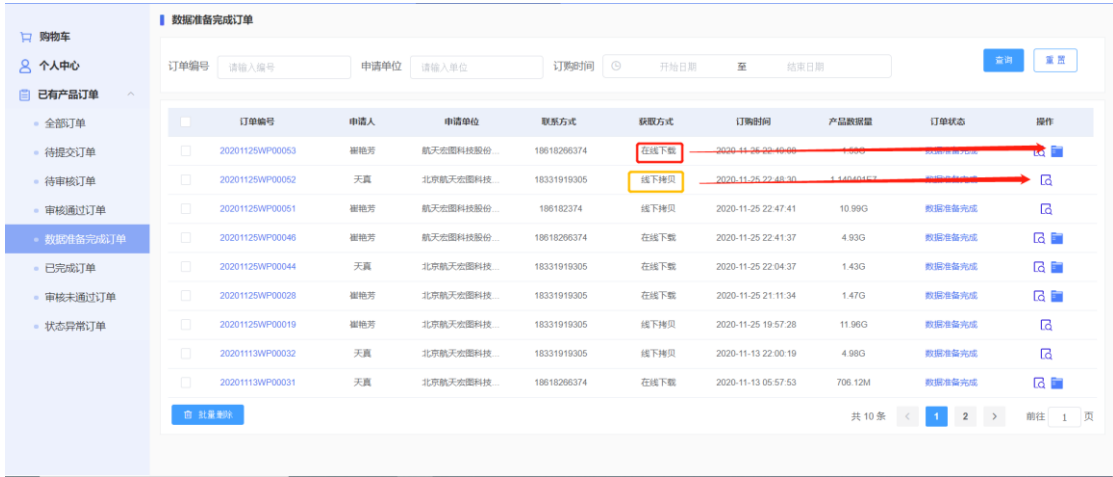 数据准备完成订单
购物车
个人中心
已有产品订单
全部订单
待提交订单
待审核订单
审核通过订单
数据准备完成订单
已完成订单
审核未通过订单
状态异常订单
订单编号 请输入编号 申请单位 请输入单位 订购时间 开始日期 至 结束日期 查询 重置
订单编号 申请人 申请单位 联系方式 获取方式 订购时间 产品数据量 订单状态 操作
20201125WP00053 崔艳芳 航天宏图科技股份... 18618266374 在线下载 数据准备完成
20201125WP00052 天真 北京航天宏图科技... 18331919305 线下拷贝 2020-11-25 22:48:30 数据准备完成
20201125WP00051 崔艳芳 航天宏图科技股份... 186182374 线下拷贝 2020-11-25 22:47:41 10.99G 数据准备完成
20201125WP00046 崔艳芳 航天宏图科技股份... 18618266374 在线下载 2020-11-25 22:41:37 4.93G 数据准备完成
20201125WP00044 天真 北京航天宏图科技... 18331919305 在线下载 2020-11-25 22:04:37 1.43G 数据准备完成
20201125WP00028 崔艳芳 北京航天宏图科技... 18331919305 在线下载 2020-11-25 21:11:34 1.47G 数据准备完成
20201125WP00019 崔艳芳 北京航天宏图科技... 18331919305 线下拷贝 2020-11-25 19:57:28 11.96G 数据准备完成
20201113WP00032 天真 北京航天宏图科技... 18331919305 线下拷贝 2020-11-13 22:00:19 4.98G 数据准备完成
20201113WP00031 天真 北京航天宏图科技... 18618266374 在线下载 2020-11-13 05:57:53 706.12M 数据准备完成
批量删除 共 10 条 < 1 2 > 前往 1 页